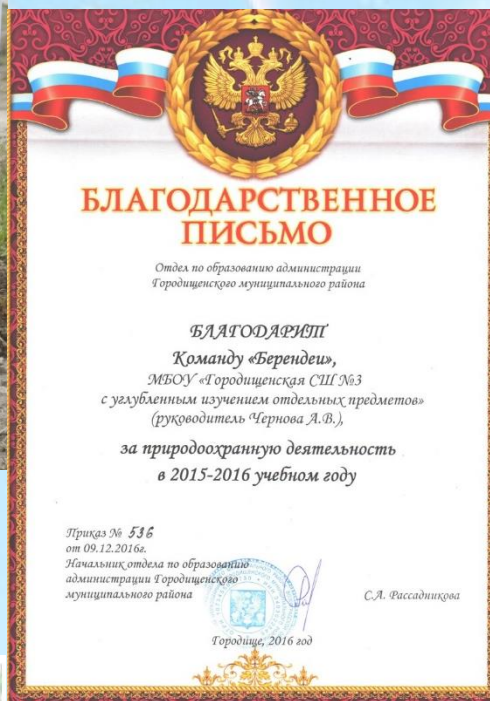 БЛАГОДАРСТВЕННОЕ
ПИСЬМО
Отдел по образованию администрации
Городищенского муниципального района
БЛАГОДАРИТ
Команду «Берендеи»,
МБОУ «Городищенская СШ №3
с углубленным изучением отдельных предметов»
(руководитель Чернова А.В.),
за природоохранную деятельность
в 2015-2016 учебном году
Приказ № 536
от 09.12.2016г.
Начальник отдела по образованию
администрации Городищенского
муниципального района
С.А. Рассадникова
Городище, 2016 год